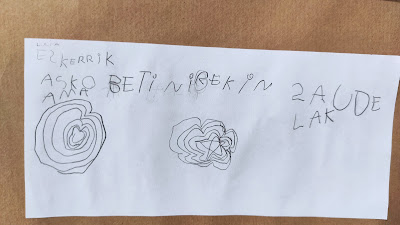 ESKERRIK
ASKO BETi NiREKiN ZAUDE
AMA LAK